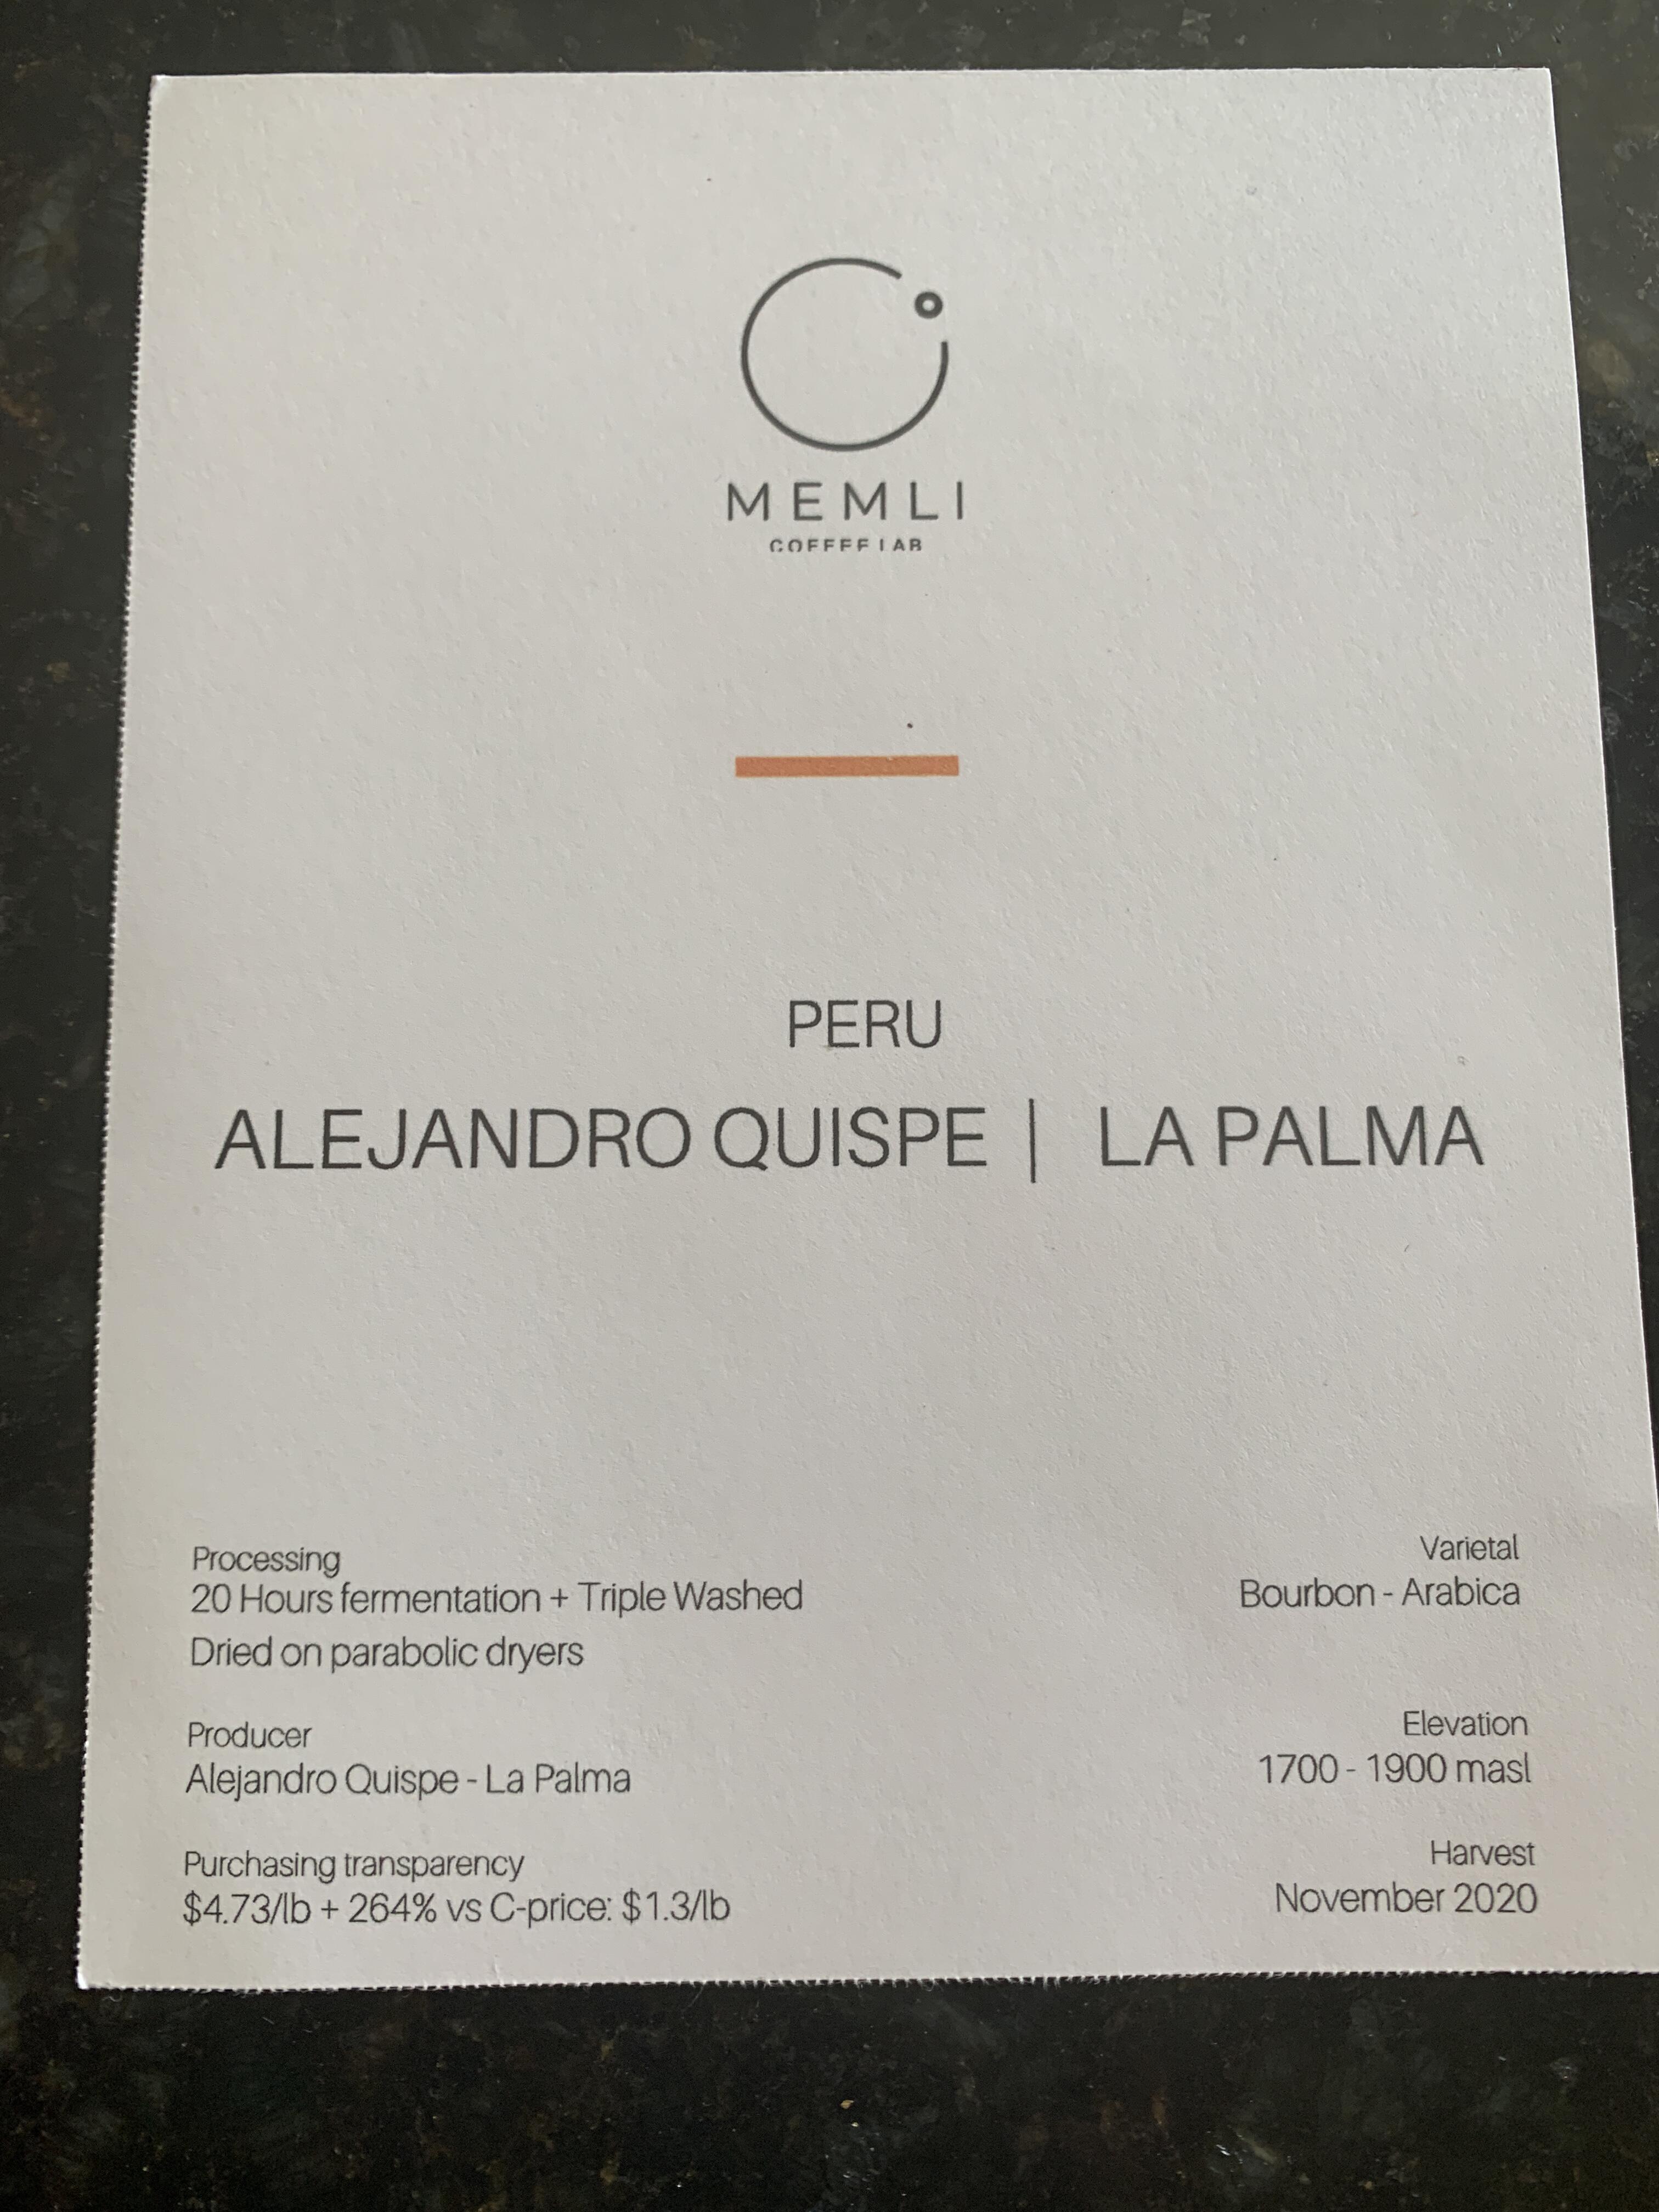 MEMLI
COFFEE LAB
PERU
ALEJANDRO QUISPE | LA PALMA
Processing
20 Hours fermentation + Triple Washed
Dried on parabolic dryers
Producer
Alejandro Quispe - La Palma
Purchasing transparency
$4.73/lb + 264% vs C-price: $1.3/lb
Varietal
Bourbon - Arabica
Elevation
1700 - 1900 masl
Harvest
November 2020